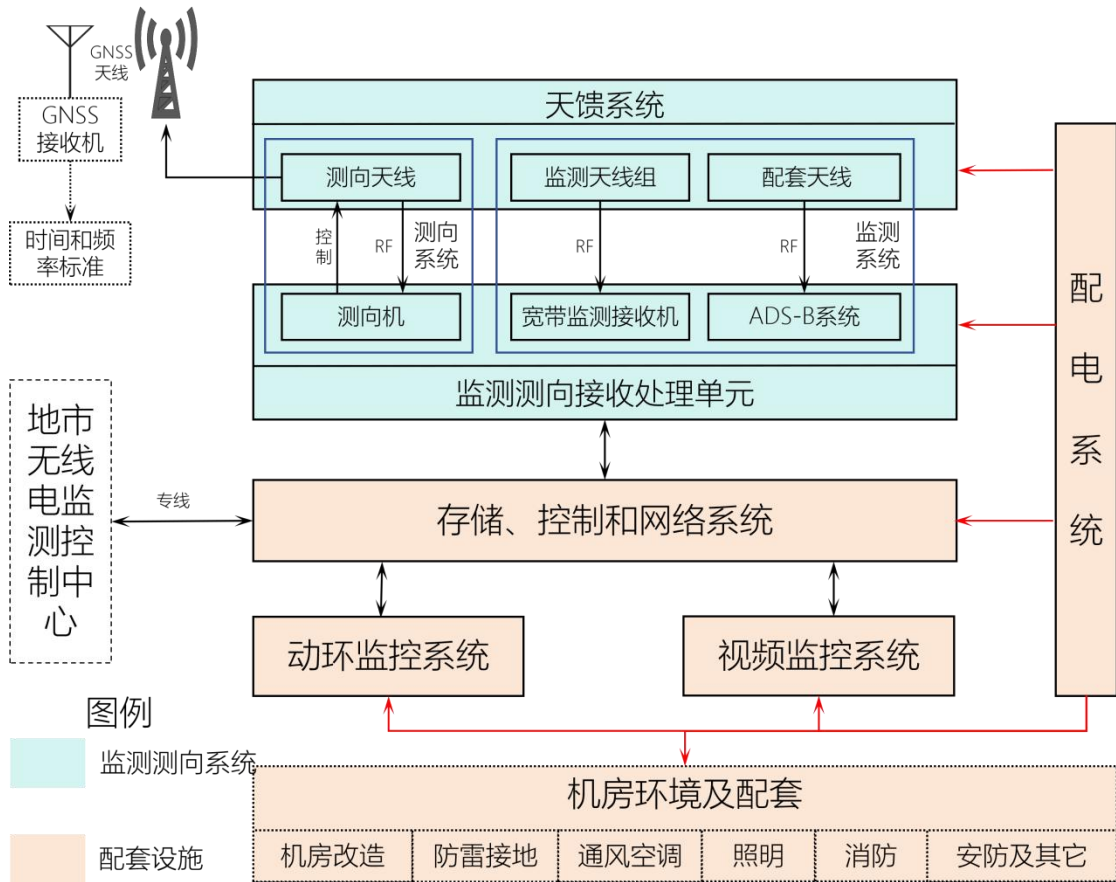 GNSS
天线
GNSS
接收机
时间和频
率标准
天馈系统
测向天线
监测天线组
配套天线
控制
RF
测向
系统
RF
RF
监测
系统
测向机
宽带监测接收机
ADS-B系统
监测测向接收处理单元
配电系统
地市
无线
电监
测控
制中
心
专线
存储、控制和网络系统
动环监控系统
视频监控系统
图例
监测测向系统
配套设施
机房环境及配套
机房改造
防雷接地
通风空调
照明
消防
安防及其它